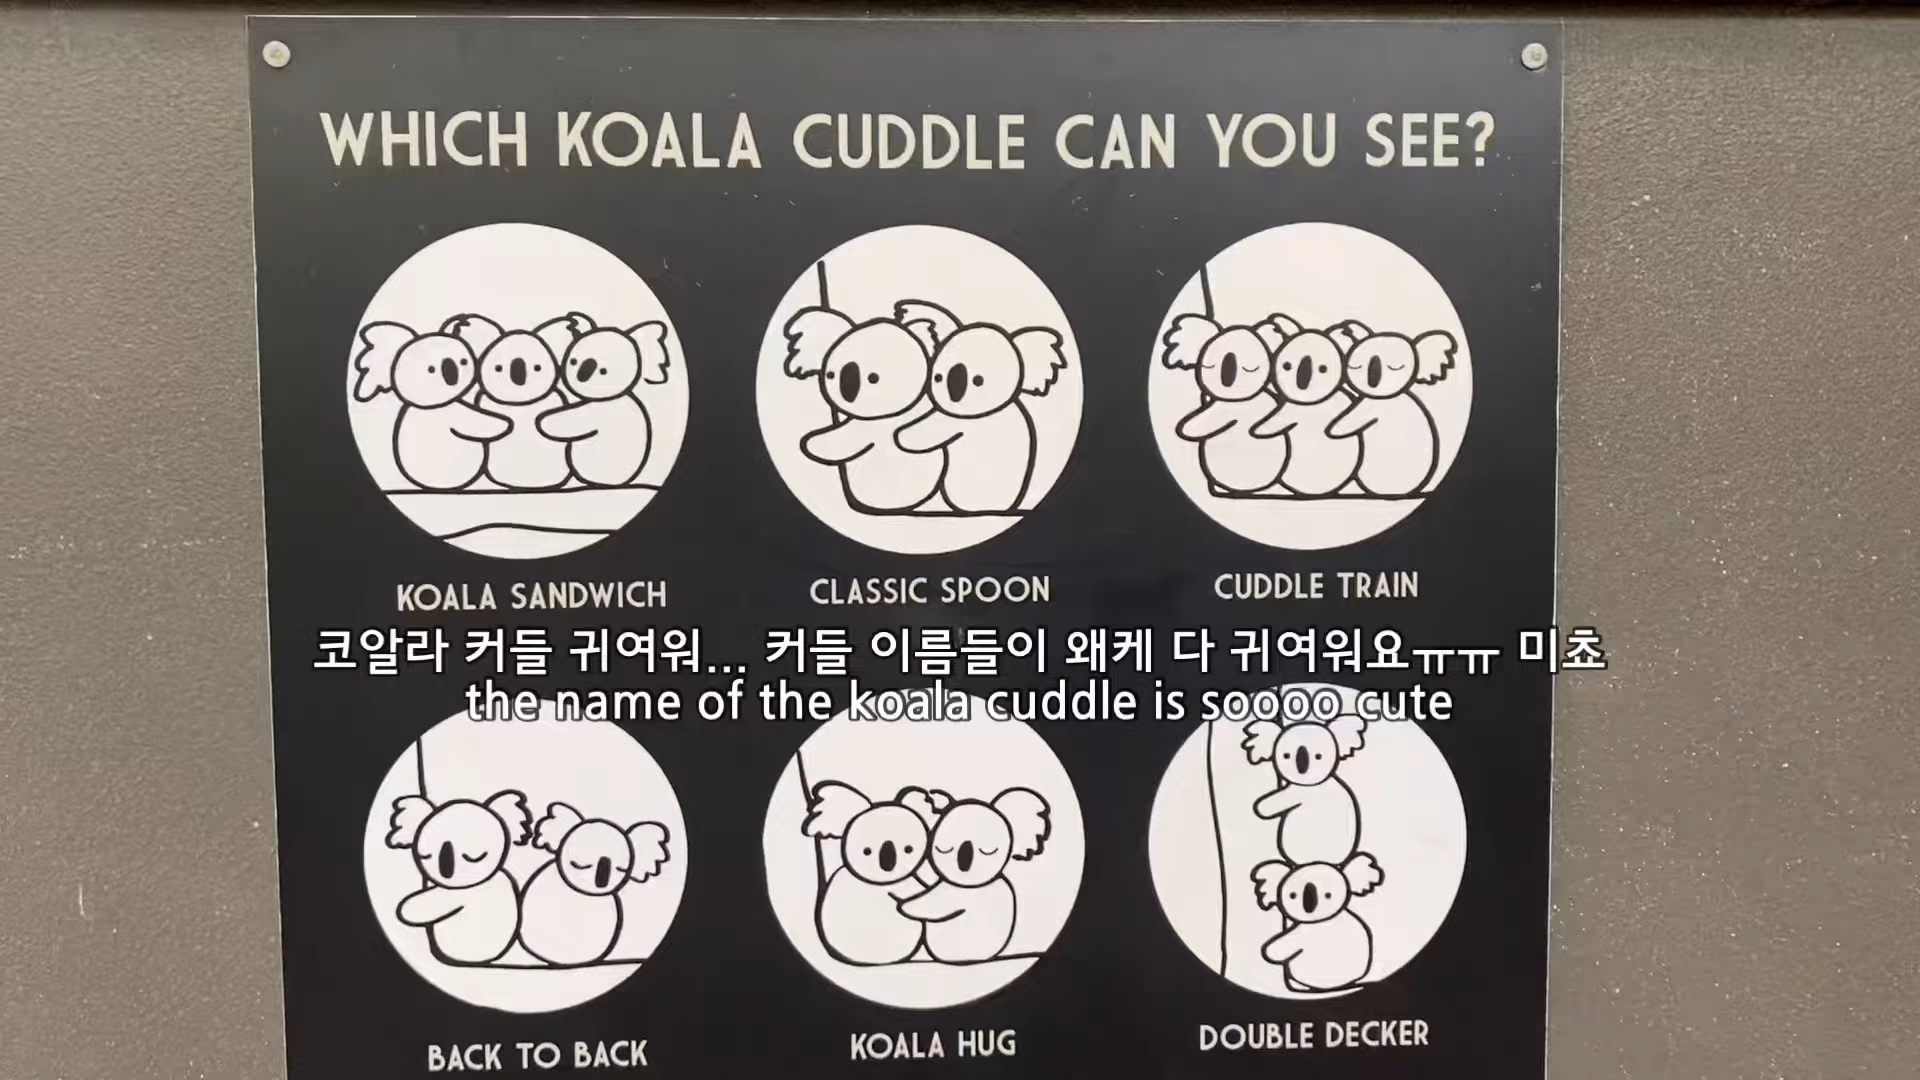 WHICH KOALA CUDDLE CAN YOU SEE?
KOALA SANDWICH
CLASSIC SPOON
CUDDLE TRAIN
코알라 커들 귀여워... 커들 이름들이 왜케 다 귀여워요ㅠㅠ 미쵸
the name of the koala cuddle is soooo cute
BACK TO BACK
KOALA HUG
DOUBLE DECKER